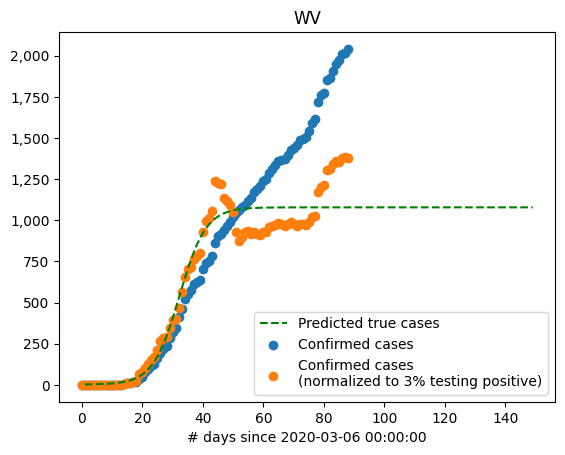 WV
2,000
1,750
1,500
1,250
1,000
750
500
250
0
Predicted true cases
Confirmed cases
Confirmed cases
(normalized to 3% testing positive)
0 20 40 60 80 100 120 140
# days since 2020-03-06 00:00:00